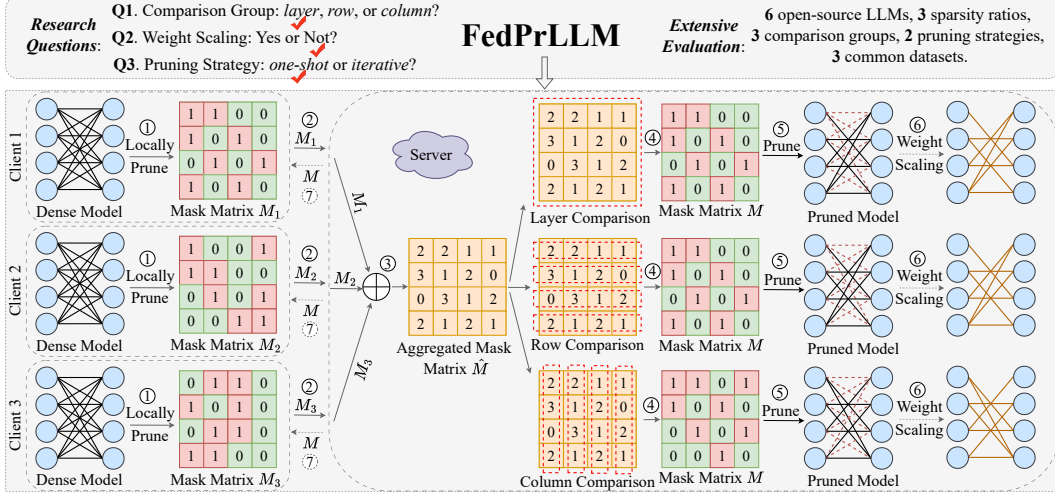 Research
Questions:
Q1. Comparison Group: layer, row, or column?
Q2. Weight Scaling: Yes or Not?
Q3. Pruning Strategy: one-shot or iterative?
FedPrLLM
Extensive
Evaluation:
6 open-source LLMs, 3 sparsity ratios,
3 comparison groups, 2 pruning strategies,
3 common datasets.
Client 1
Dense Model
①
Locally
Prune
1 1 0 0
1 0 1 0
0 1 0 1
1 0 1 0
Mask Matrix M₁
②
M₁
M
⑦
Client 2
Dense Model
①
Locally
Prune
1 0 0 1
1 0 1 0
0 1 0 1
0 0 1 1
Mask Matrix M₂
②
M₂
M
⑦
Client 3
Dense Model
①
Locally
Prune
0 1 1 0
1 1 0 0
0 1 1 0
1 1 0 0
Mask Matrix M₃
②
M₃
M
⑦
Server
M₁
M₂
M₃
③
2 2 1 1
3 1 2 0
0 3 1 2
2 1 2 1
Aggregated Mask
Matrix M̂
2 2 1 1
3 1 2 0
0 3 1 2
2 1 2 1
Layer Comparison
④
1 1 0 0
1 0 1 0
0 1 0 1
1 0 1 0
Mask Matrix M
⑤
Prune
Pruned Model
⑥
Weight
Scaling
2 2 1 1
3 1 2 0
0 3 1 2
2 1 2 1
Row Comparison
④
1 1 0 0
1 0 1 0
0 1 0 1
1 0 1 0
Mask Matrix M
⑤
Prune
Pruned Model
⑥
Weight
Scaling
2 2 1 1
3 1 2 0
0 3 1 2
2 1 2 1
Column Comparison
④
1 1 0 1
1 0 1 0
0 1 0 1
0 0 1 0
Mask Matrix M
⑤
Prune
Pruned Model
⑥
Weight
Scaling